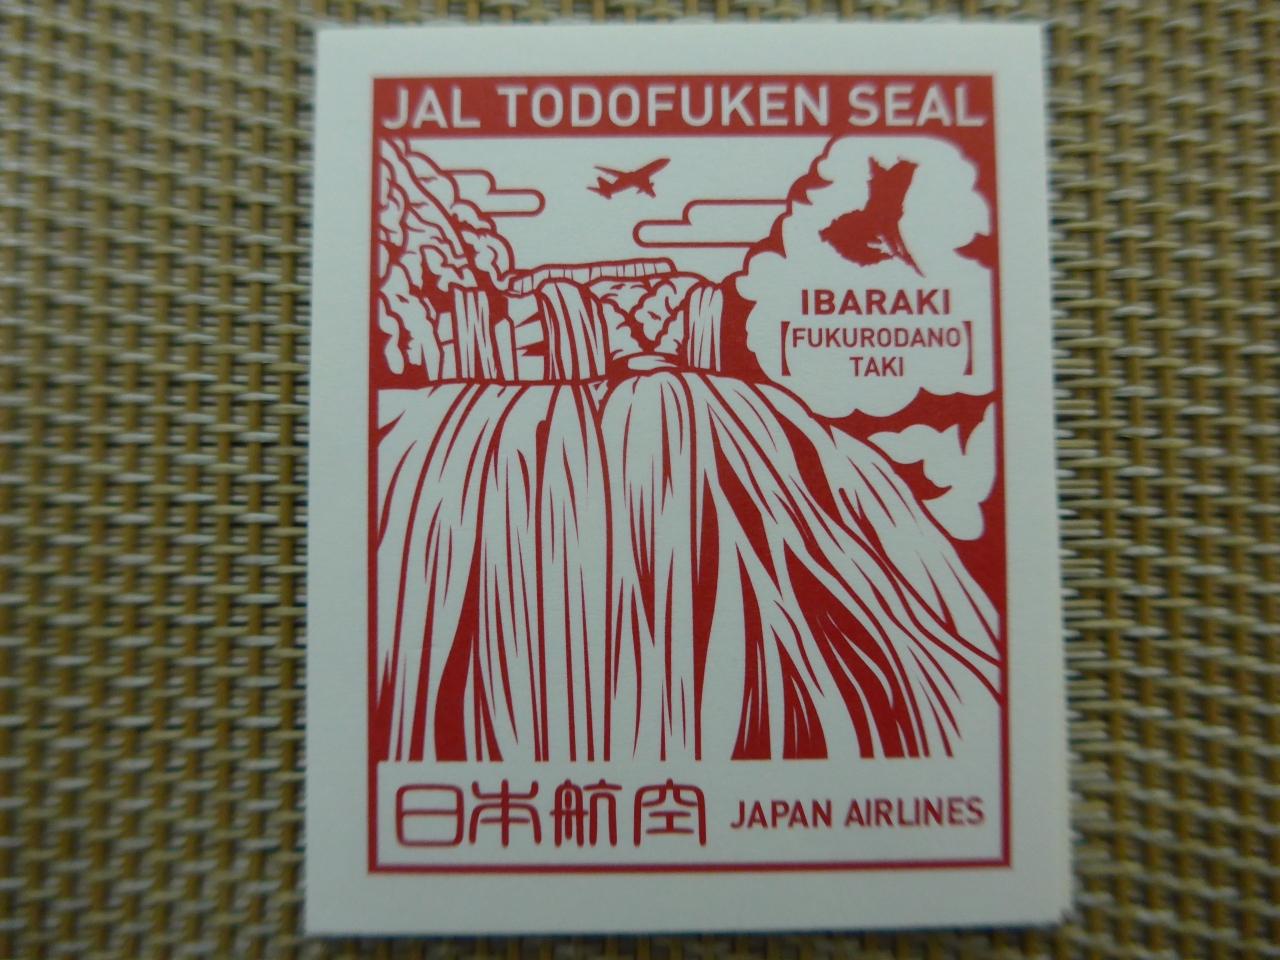 JAL TODOFUKEN SEAL
IBARAKI
[FUKURODANO
TAKI]
日本航空 JAPAN AIRLINES